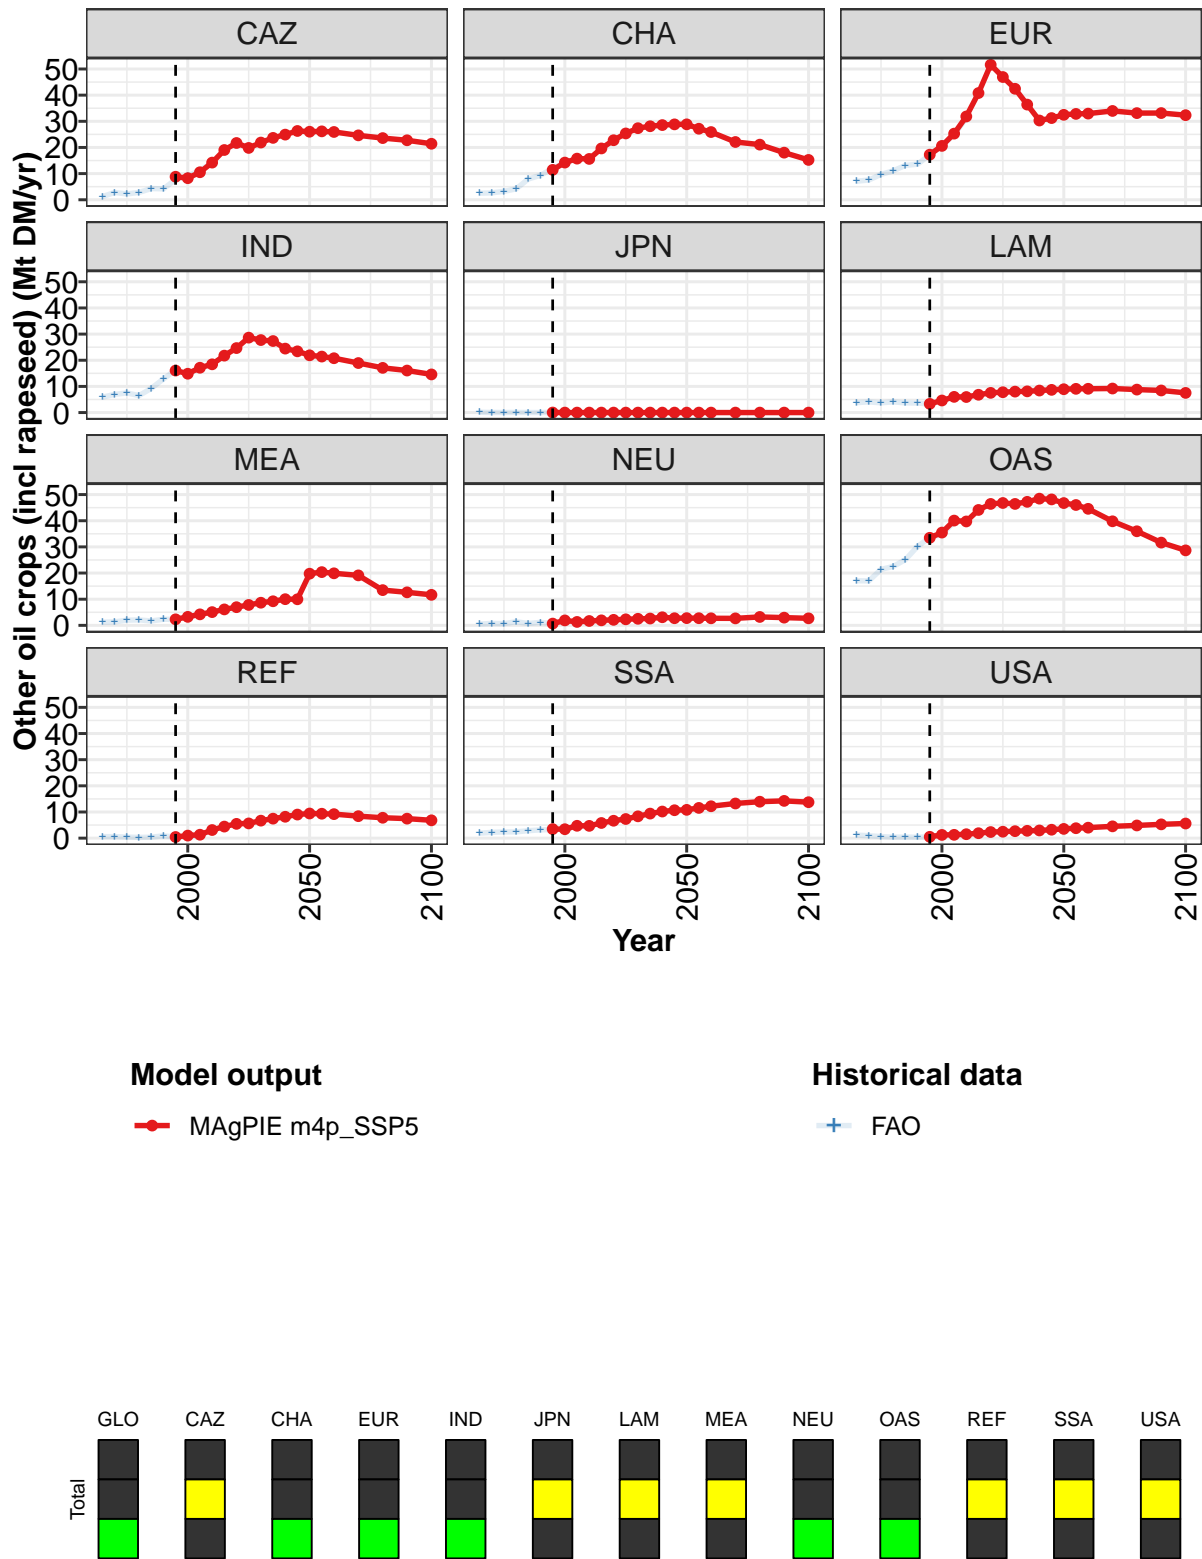 CAZ CHA EUR
50
40
30
20
10
0
IND JPN LAM
50
40
30
20
10
0
MEA NEU OAS
50
40
30
20
10
0
REF SSA USA
50
40
30
20
10
0
Other oil crops (incl rapeseed) (Mt DM/yr)
2000 2050 2100 2000 2050 2100 2000 2050 2100
Year
Model output
MAgPIE m4p_SSP5
Historical data
FAO
GLO CAZ CHA EUR IND JPN LAM MEA NEU OAS REF SSA USA
Total